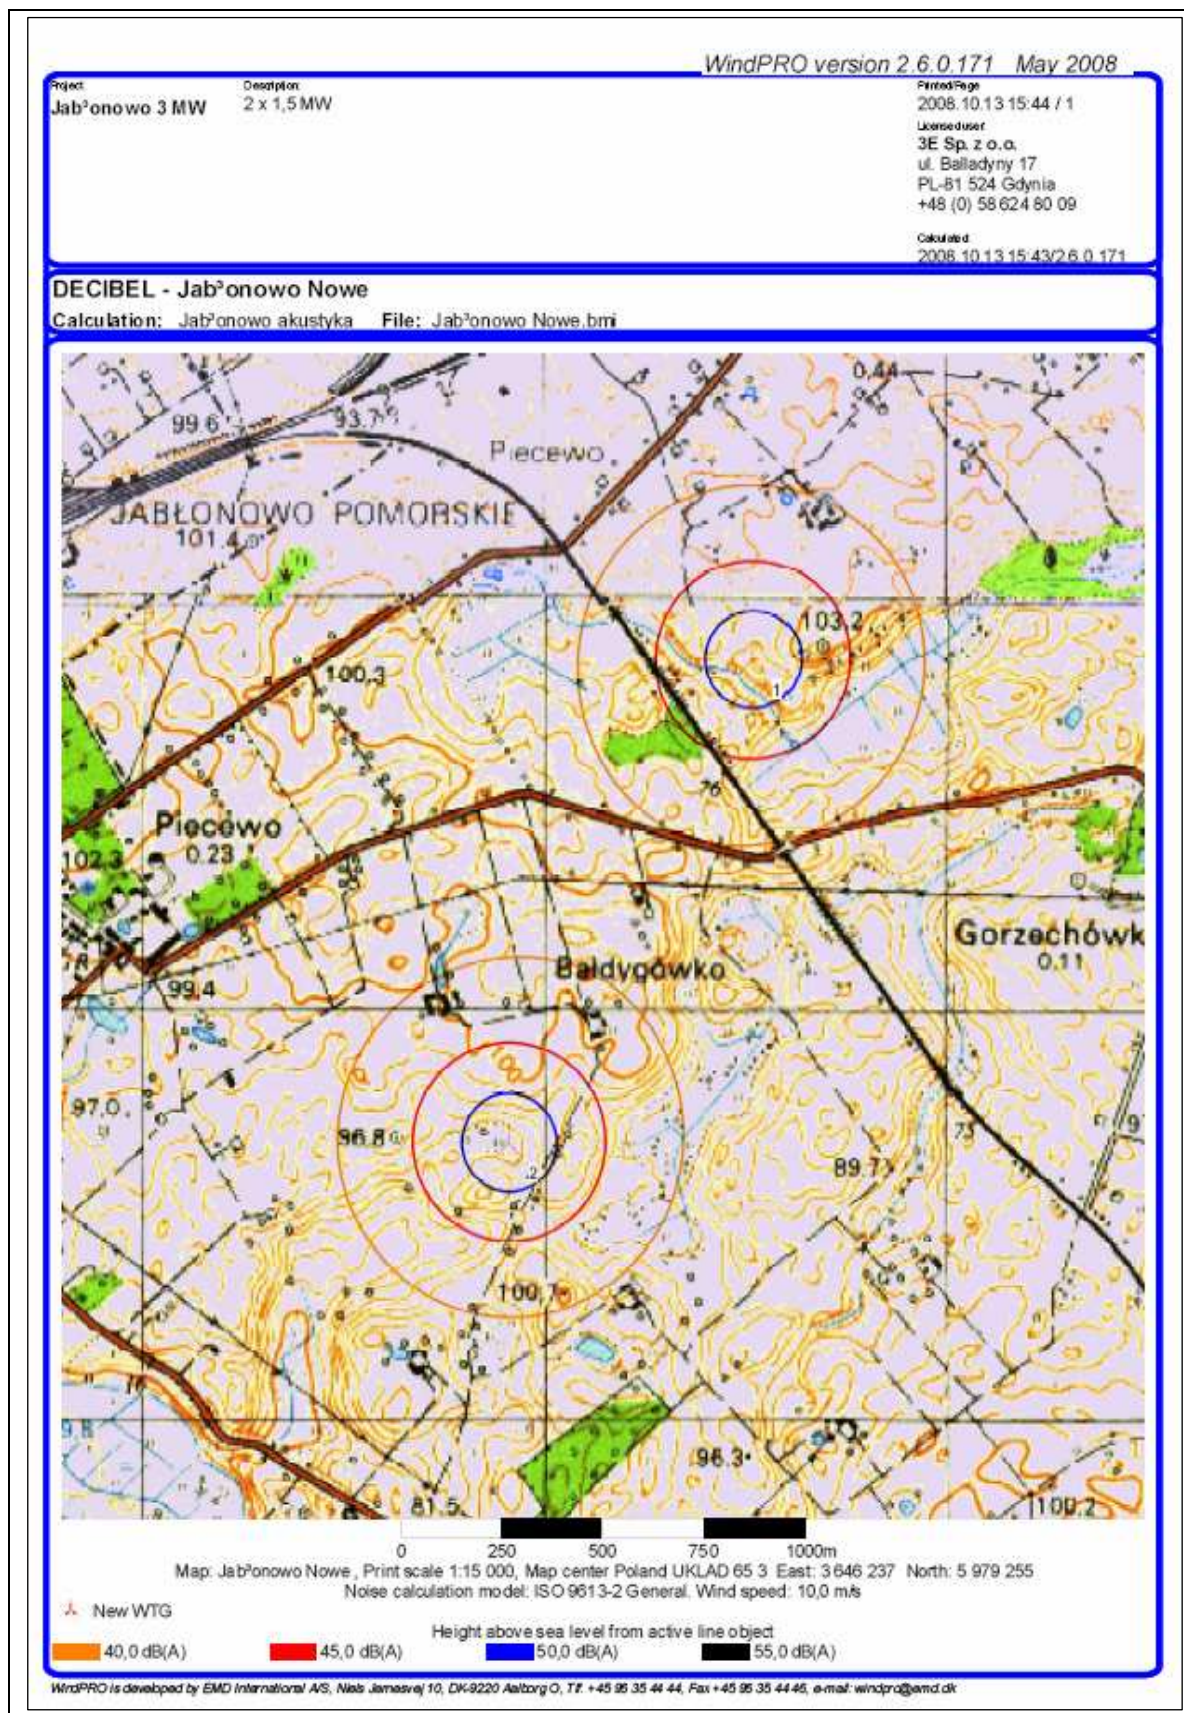 WindPRO version 2.6.0.171 May 2008
Project: Description: Printed/Page
Jab³onowo 3 MW 2 x 1,5 MW 2008.10.13 15:44 / 1
Licensed user:
3E Sp. z o.o.
ul. Balladyny 17
PL-81 524 Gdynia
+48 (0) 58 624 80 09
Calculated:
2008.10.13 15:43/2.6.0.171
DECIBEL - Jab³onowo Nowe
Calculation: Jab³onowo akustyka File: Jab³onowo Nowe.bmi
0.44
99.6 93.7
Piecewo
JABŁONOWO POMORSKIE
101.4
103.2
100.3
1
76
Piecewo
0.23
102.3
Gorzechówk
0.11
Bałdygówko
99.4
100
97.0
96.8
2
89.7
73
100.7
96.3
81.5
100.2
0 250 500 750 1000m
Map: Jab³onowo Nowe , Print scale 1:15 000, Map center Poland UKLAD 65 3 East: 3 646 237 North: 5 979 255
Noise calculation model: ISO 9613-2 General. Wind speed: 10,0 m/s
New WTG
Height above sea level from active line object
40,0 dB(A) 45,0 dB(A) 50,0 dB(A) 55,0 dB(A)
WindPRO is developed by EMD International A/S, Niels Jernesvej 10, DK-9220 Aalborg O, Tlf. +45 96 35 44 44, Fax +45 96 35 44 46, e-mail: windpro@emd.dk